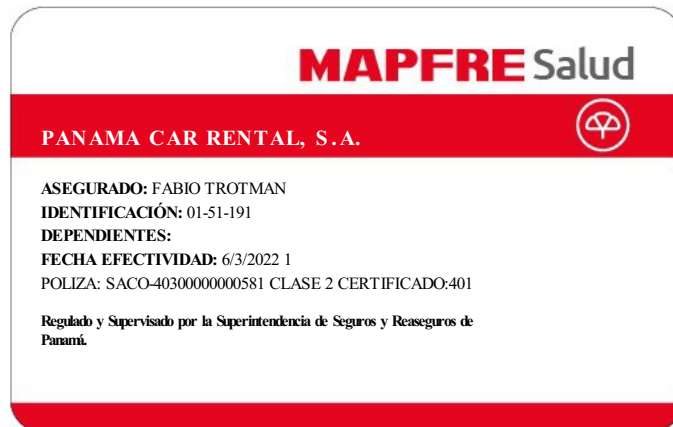 MAPFRE Salud
PANAMA CAR RENTAL, S.A.
ASEGURADO: FABIO TROTMAN
IDENTIFICACIÓN: 01-51-191
DEPENDIENTES:
FECHA EFECTIVIDAD: 6/3/2022 1
POLIZA: SACO-40300000000581 CLASE 2 CERTIFICADO:401
Regulado y Supervisado por la Superintendencia de Seguros y Reaseguros de
Panamá.